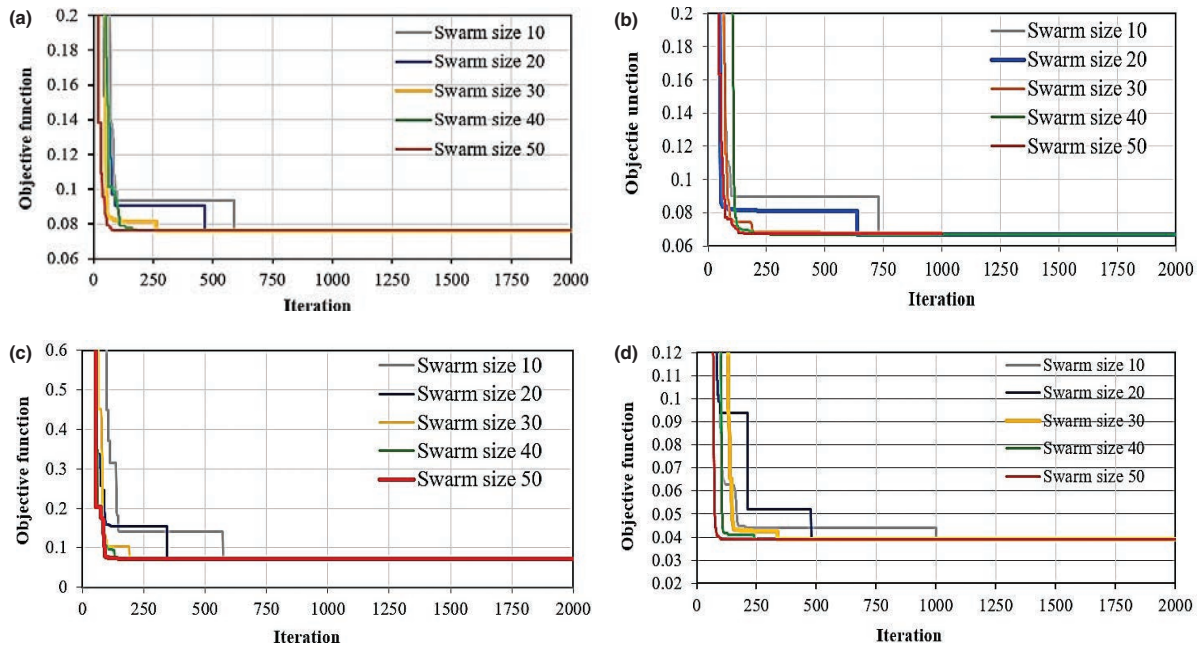 (a)
0.2
0.18
0.16
0.14
0.12
0.1
0.08
0.06
Objective function
Swarm size 10
Swarm size 20
Swarm size 30
Swarm size 40
Swarm size 50
0 250 500 750 1000 1250 1500 1750 2000
Iteration
(b)
0.2
0.18
0.16
0.14
0.12
0.1
0.08
0.06
Objectie unction
Swarm size 10
Swarm size 20
Swarm size 30
Swarm size 40
Swarm size 50
0 250 500 750 1000 1250 1500 1750 2000
Iteration
(c)
0.6
0.5
0.4
0.3
0.2
0.1
0
Objective function
Swarm size 10
Swarm size 20
Swarm size 30
Swarm size 40
Swarm size 50
0 250 500 750 1000 1250 1500 1750 2000
Iteration
(d)
0.12
0.11
0.1
0.09
0.08
0.07
0.06
0.05
0.04
0.03
0.02
Objective function
Swarm size 10
Swarm size 20
Swarm size 30
Swarm size 40
Swarm size 50
0 250 500 750 1000 1250 1500 1750 2000
Iteration